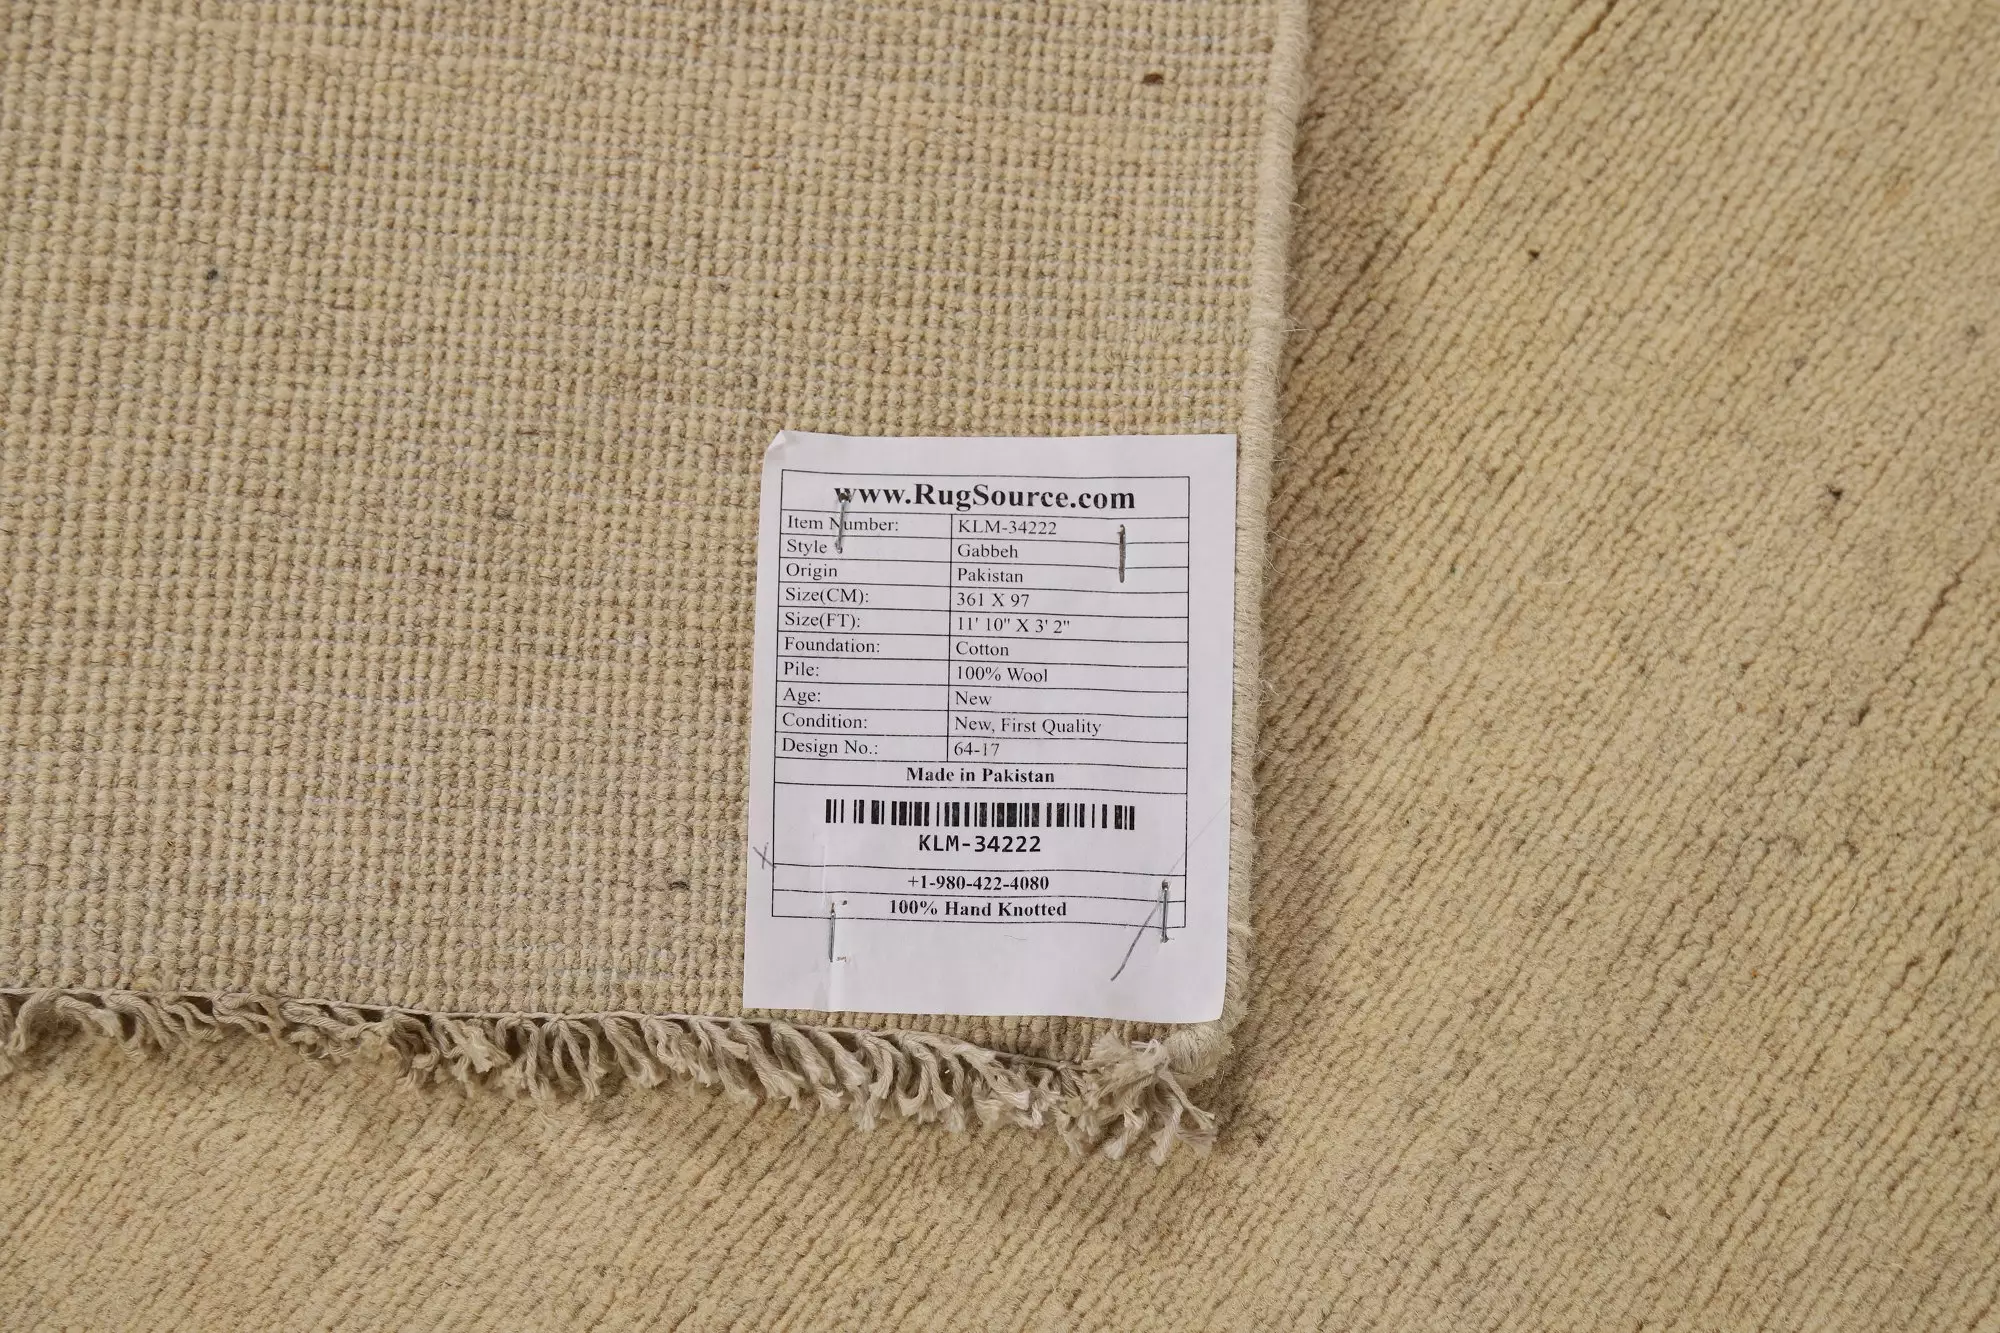 www.RugSource.com
Item Number: KLM-34222
Style Gabbeh
Origin Pakistan
Size(CM): 361 X 97
Size(FT): 11' 10" X 3' 2"
Foundation: Cotton
Pile: 100% Wool
Age: New
Condition: New, First Quality
Design No.: 64-17
Made in Pakistan
KLM-34222
+1-980-422-4080
100% Hand Knotted